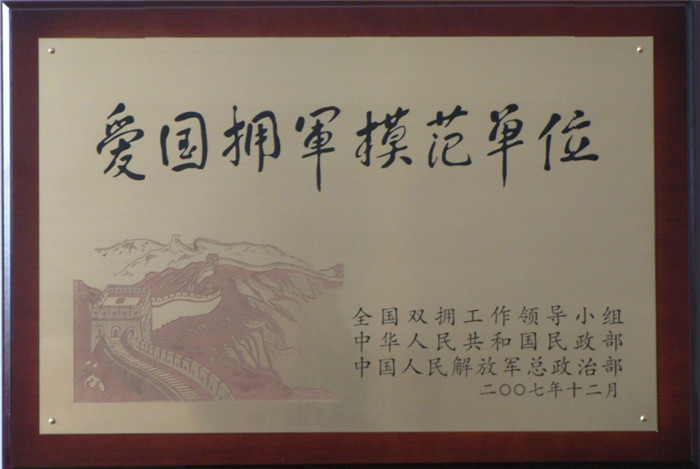 爱国拥軍模范单位
全国双拥工作领导小组
中华人民共和国民政部
中国人民解放军总政治部
二〇〇七年十二月